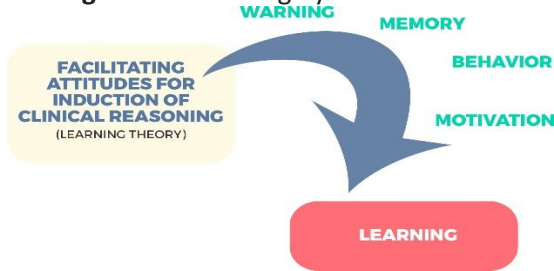 WARNING
MEMORY
BEHAVIOR
MOTIVATION
FACILITATING
ATTITUDES FOR
INDUCTION OF
CLINICAL REASONING
(LEARNING THEORY)
LEARNING